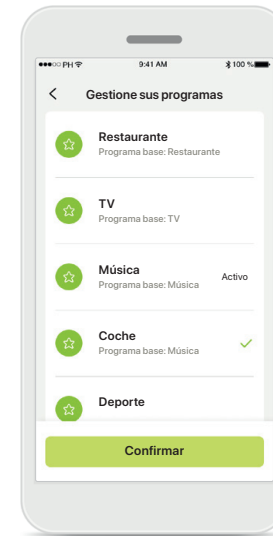 PH 9:41 AM 100 %
Gestione sus programas
Restaurante
Programa base: Restaurante
TV
Programa base: TV
Música
Programa base: Música
Activo
Coche
Programa base: Música
Deporte
Confirmar